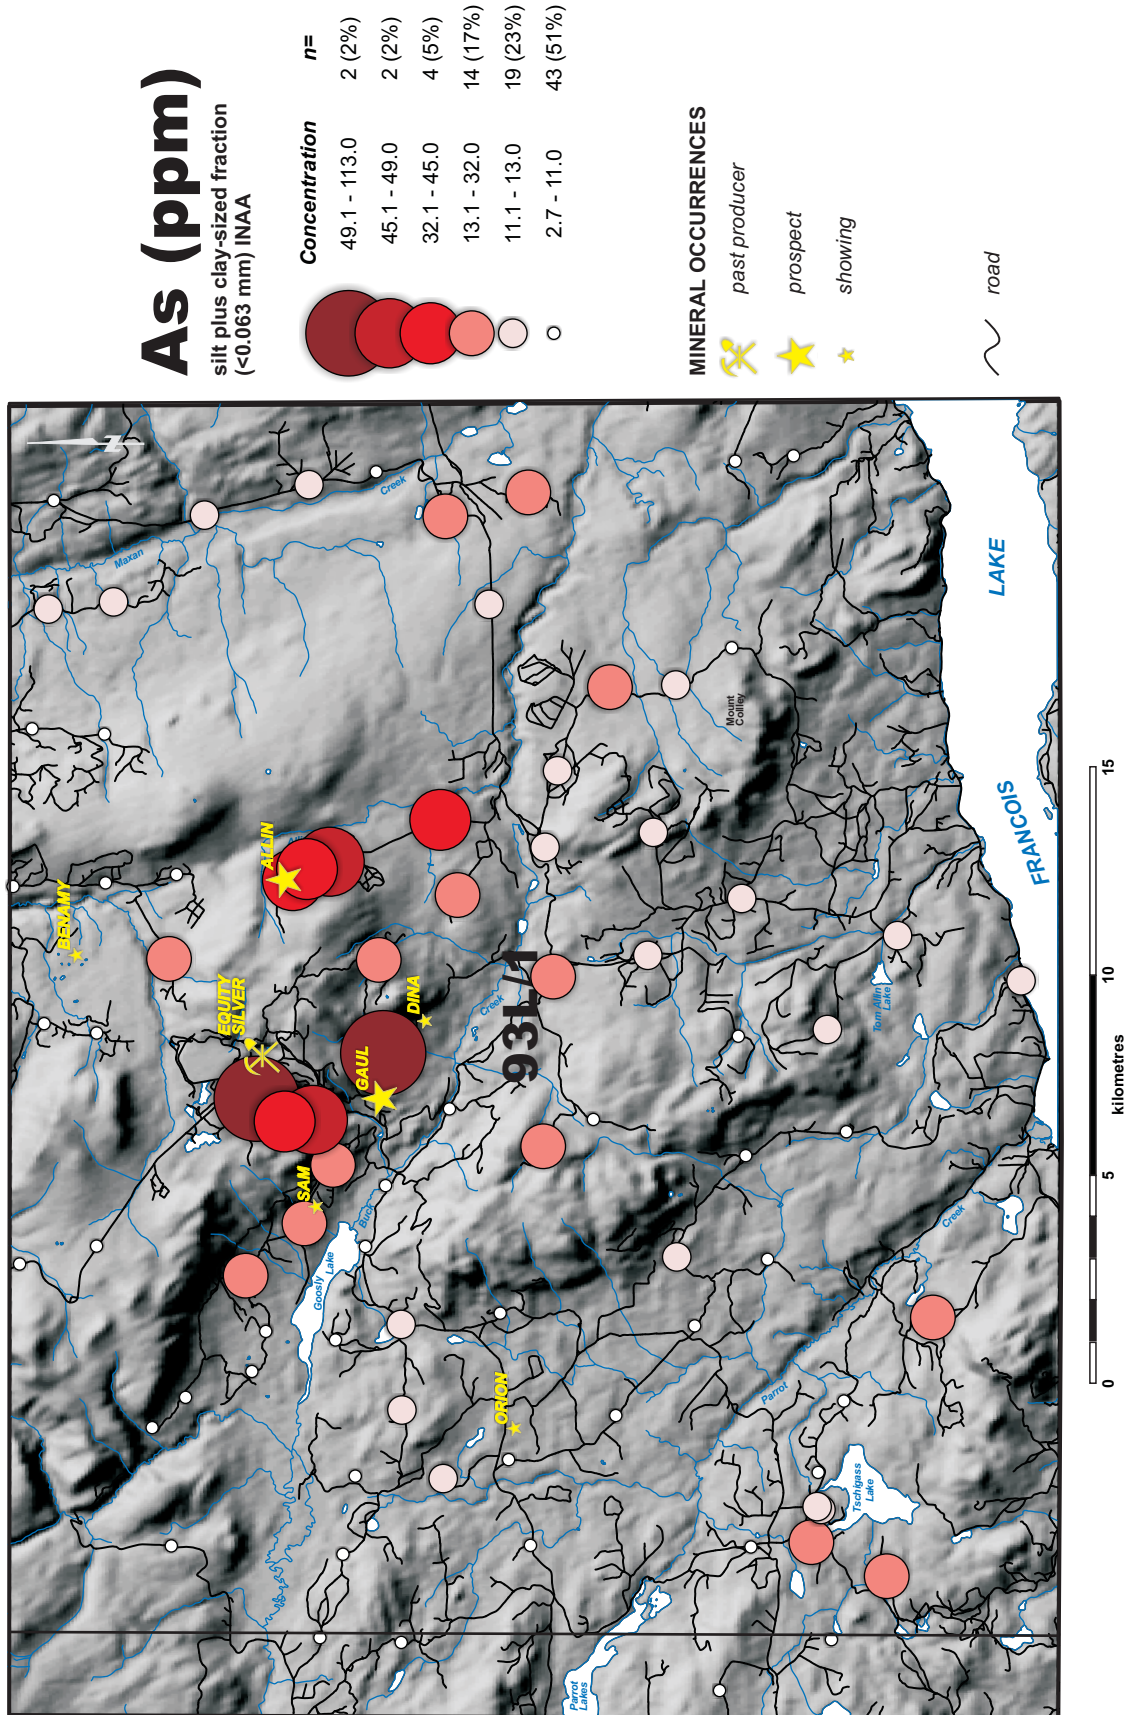 As (ppm)
silt plus clay-sized fraction
(<0.063 mm) INAA
Concentration n=
49.1 - 113.0 2 (2%)
45.1 - 49.0 2 (2%)
32.1 - 45.0 4 (5%)
13.1 - 32.0 14 (17%)
11.1 - 13.0 19 (23%)
2.7 - 11.0 43 (51%)
MINERAL OCCURRENCES
past producer
prospect
showing
road
BENAMY
ALLIN
EQUITY
SILVER
DINA
GAUL
SAM
ORION
93L/1
Maxan
Creek
Mount
Collley
Creek
Buck
Goosly
Lake
Tom Allin
Lake
FRANCOIS
LAKE
Parrot
Creek
Tschigass
Lake
Parrot
Lakes
0
5
10
15
kilometres